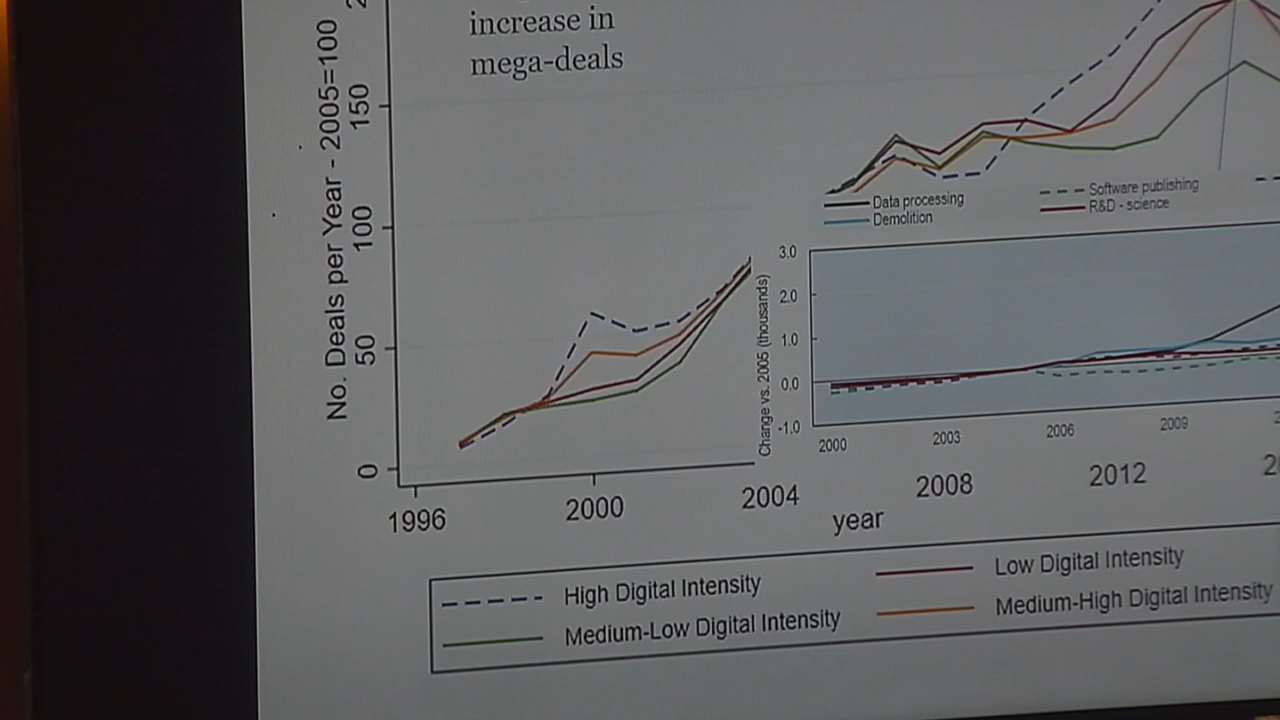 increase in
mega-deals
No. Deals per Year - 2005=100
150
100
50
0
1996
2000
2004
2008
2012
year
Data processing
Software publishing
Demolition
R&D - science
Change vs. 2005 (thousands)
3.0
2.0
1.0
0.0
-1.0
2000
2003
2006
2009
High Digital Intensity
Low Digital Intensity
Medium-Low Digital Intensity
Medium-High Digital Intensity